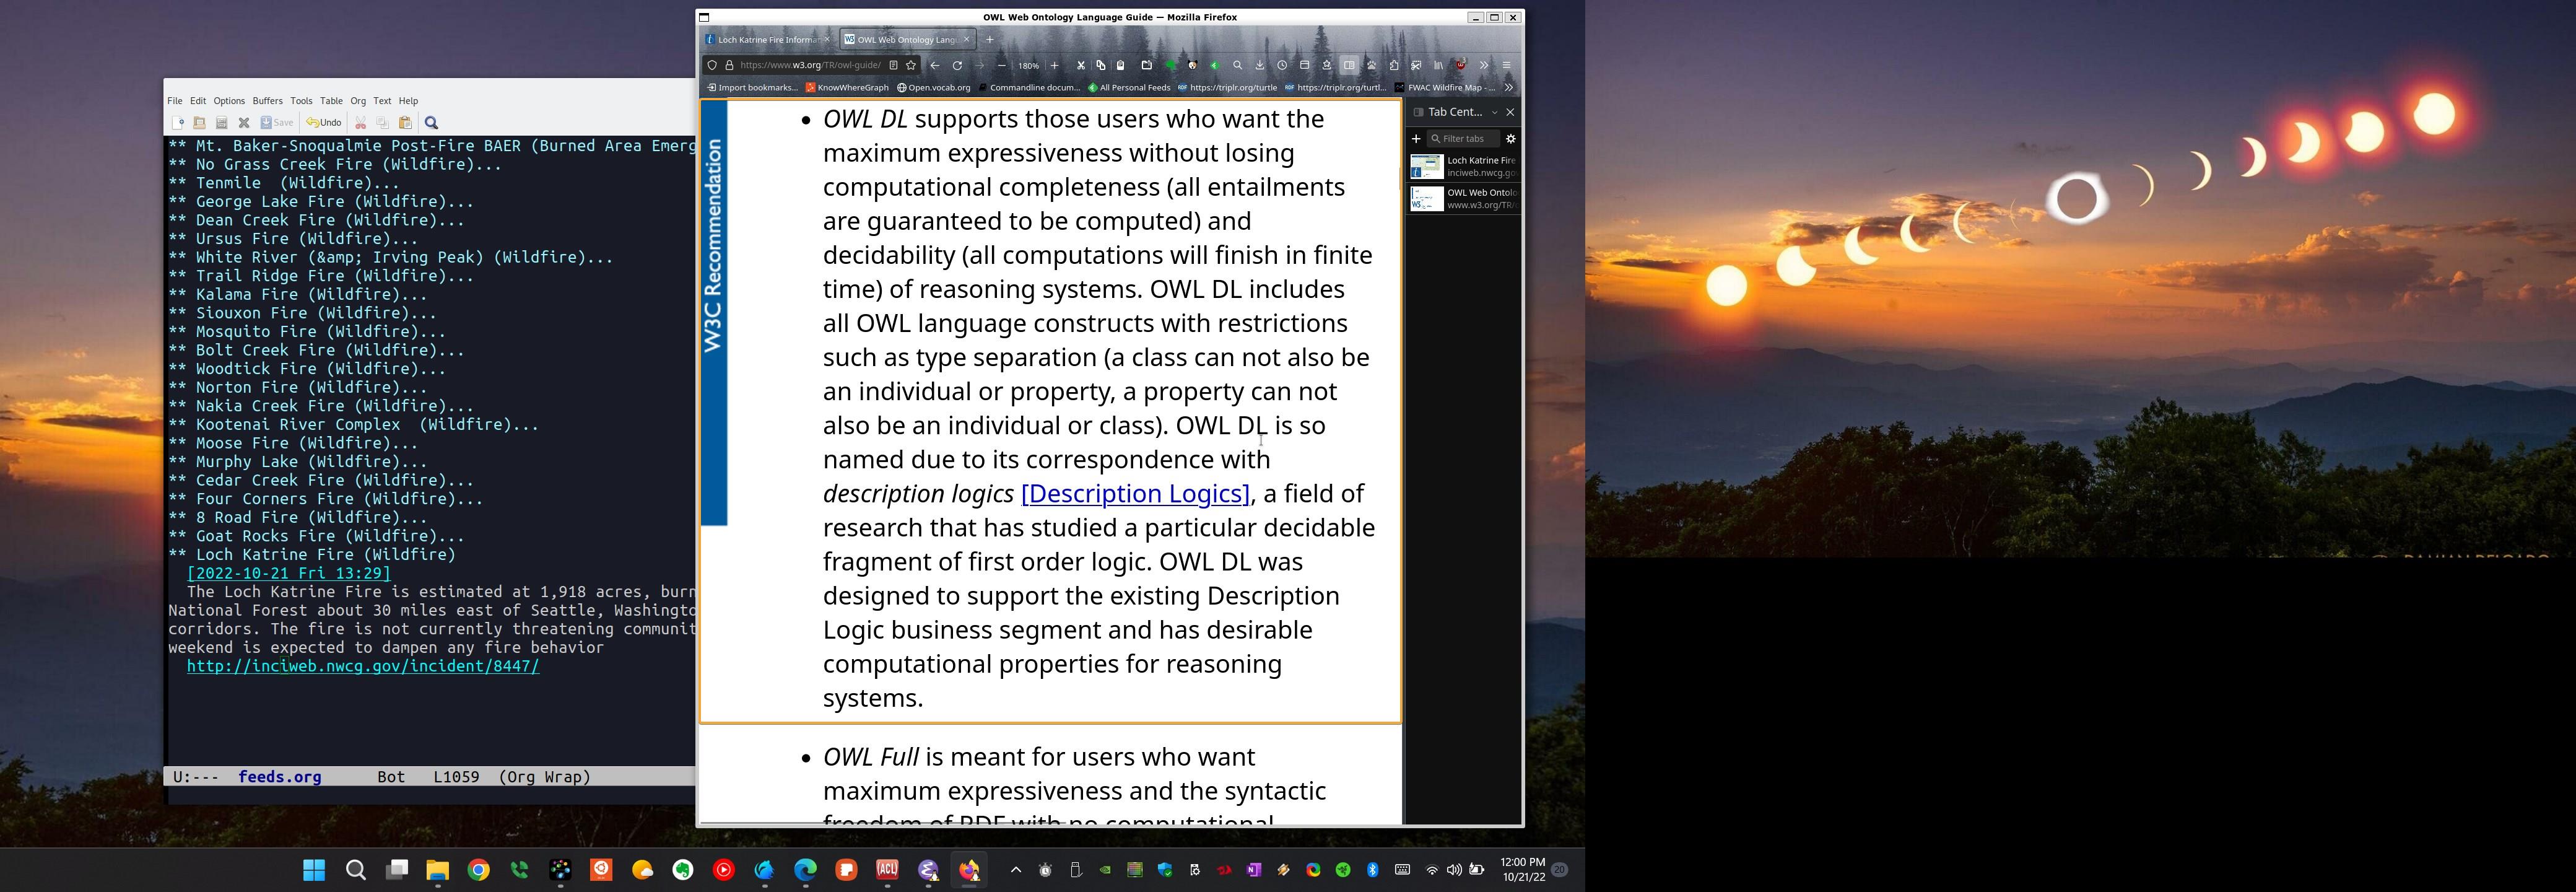 File Edit Options Buffers Tools Table Org Text Help
Save Undo
** Mt. Baker-Snoqualmie Post-Fire BAER (Burned Area Emerg
** No Grass Creek Fire (Wildfire)...
** Tenmile  (Wildfire)...
** George Lake Fire (Wildfire)...
** Dean Creek Fire (Wildfire)...
** Ursus Fire (Wildfire)...
** White River (&amp; Irving Peak) (Wildfire)...
** Trail Ridge Fire (Wildfire)...
** Kalama Fire (Wildfire)...
** Siouxon Fire (Wildfire)...
** Mosquito Fire (Wildfire)...
** Bolt Creek Fire (Wildfire)...
** Woodtick Fire (Wildfire)...
** Norton Fire (Wildfire)...
** Nakia Creek Fire (Wildfire)...
** Kootenai River Complex  (Wildfire)...
** Moose Fire (Wildfire)...
** Murphy Lake (Wildfire)...
** Cedar Creek Fire (Wildfire)...
** Four Corners Fire (Wildfire)...
** 8 Road Fire (Wildfire)...
** Goat Rocks Fire (Wildfire)...
** Loch Katrine Fire (Wildfire)
[2022-10-21 Fri 13:29]
The Loch Katrine Fire is estimated at 1,918 acres, burn
National Forest about 30 miles east of Seattle, Washingto
corridors. The fire is not currently threatening communit
weekend is expected to dampen any fire behavior
http://inciweb.nwcg.gov/incident/8447/
U:--- feeds.org Bot L1059 (Org Wrap)
OWL Web Ontology Language Guide — Mozilla Firefox
Loch Katrine Fire Informat OWL Web Ontology Lang
https://www.w3.org/TR/owl-guide/ 180%
Import bookmarks... KnowWhereGraph Open.vocab.org Commandline docum... All Personal Feeds https://triplr.org/turtle https://triplr.org/turtl... FWAC Wildfire Map - ...
W3C Recommendation
• OWL DL supports those users who want the
maximum expressiveness without losing
computational completeness (all entailments
are guaranteed to be computed) and
decidability (all computations will finish in finite
time) of reasoning systems. OWL DL includes
all OWL language constructs with restrictions
such as type separation (a class can not also be
an individual or property, a property can not
also be an individual or class). OWL DL is so
named due to its correspondence with
description logics [Description Logics], a field of
research that has studied a particular decidable
fragment of first order logic. OWL DL was
designed to support the existing Description
Logic business segment and has desirable
computational properties for reasoning
systems.
• OWL Full is meant for users who want
maximum expressiveness and the syntactic
freedom of RDF with no computational
Tab Cent...
Filter tabs
Loch Katrine Fire
inciweb.nwcg.gov
OWL Web Ontolo
www.w3.org/TR/
ACL
12:00 PM
10/21/22
20